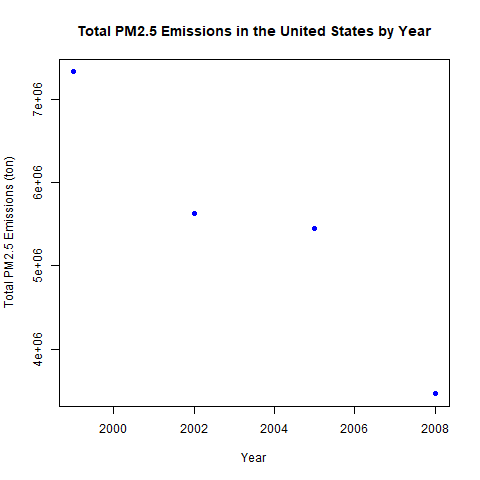 Total PM2.5 Emissions in the United States by Year
Total PM2.5 Emissions (ton)
7e+06
6e+06
5e+06
4e+06
2000 2002 2004 2006 2008
Year